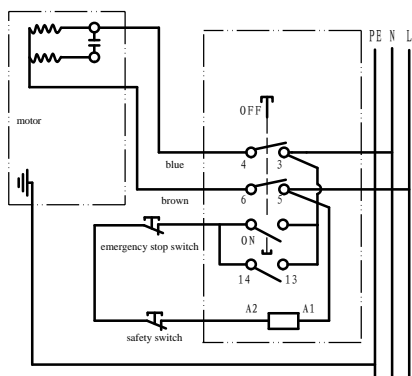 PE N L
OFF
motor
4 3
blue
brown
6 5
emergency stop switch
ON
14 13
A2 A1
safety switch